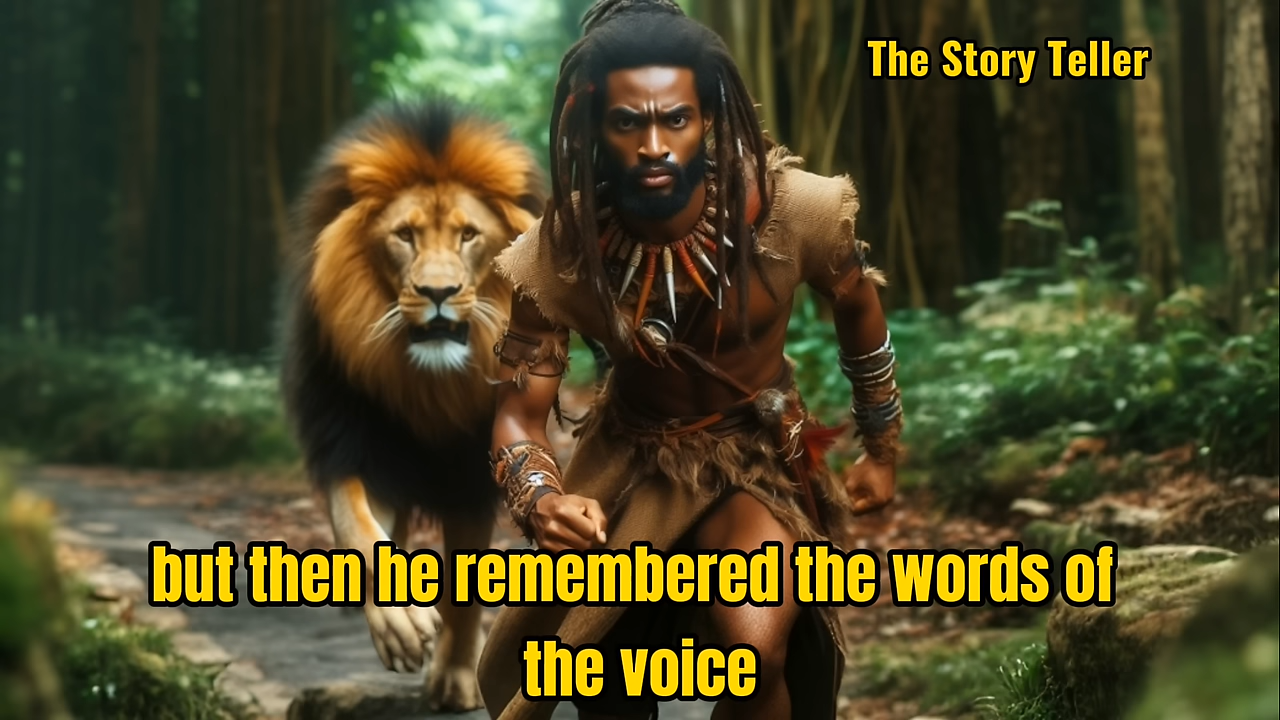 The Story Teller
but then he remembered the words of
the voice